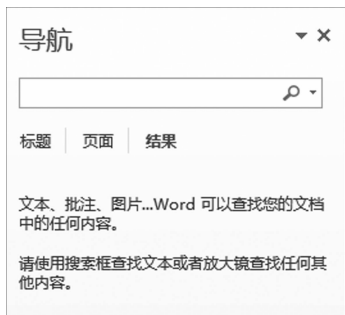 导航
标题 页面 结果
文本、批注、图片...Word 可以查找您的文档
中的任何内容。
请使用搜索框查找文本或者放大镜查找任何其
他内容。